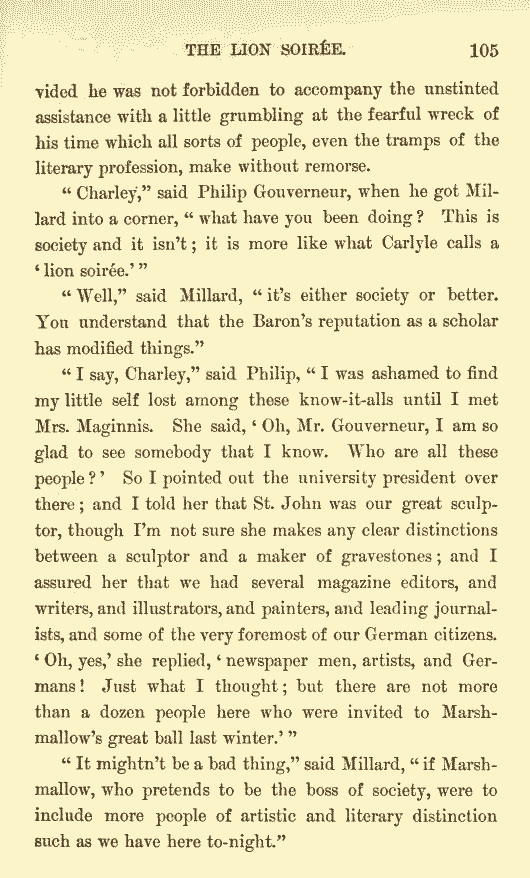 THE LION SOIRÉE. 105
vided he was not forbidden to accompany the unstinted
assistance with a little grumbling at the fearful wreck of
his time which all sorts of people, even the tramps of the
literary profession, make without remorse.
“ Charley,” said Philip Gouverneur, when he got Mil-
lard into a corner, “ what have you been doing ? This is
society and it isn’t ; it is more like what Carlyle calls a
‘ lion soirée.’ ”
“ Well,” said Millard, “ it’s either society or better.
You understand that the Baron’s reputation as a scholar
has modified things.”
“ I say, Charley,” said Philip, “ I was ashamed to find
my little self lost among these know-it-alls until I met
Mrs. Maginnis. She said, ‘ Oh, Mr. Gouverneur, I am so
glad to see somebody that I know. Who are all these
people ? ’ So I pointed out the university president over
there ; and I told her that St. John was our great sculp-
tor, though I’m not sure she makes any clear distinctions
between a sculptor and a maker of gravestones ; and I
assured her that we had several magazine editors, and
writers, and illustrators, and painters, and leading journal-
ists, and some of the very foremost of our German citizens.
‘ Oh, yes,’ she replied, ‘ newspaper men, artists, and Ger-
mans ! Just what I thought ; but there are not more
than a dozen people here who were invited to Marsh-
mallow’s great ball last winter.’ ”
“ It mightn’t be a bad thing,” said Millard, “ if Marsh-
mallow, who pretends to be the boss of society, were to
include more people of artistic and literary distinction
such as we have here to-night.”